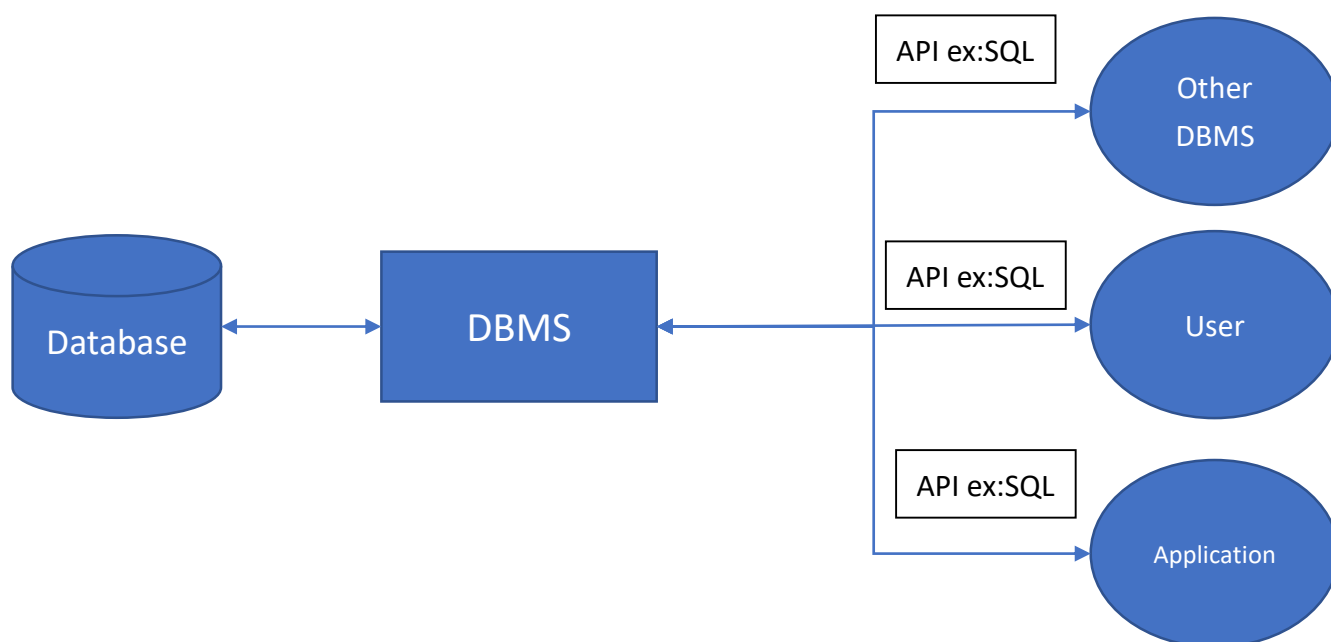 API ex:SQL
Other
DBMS
Database
DBMS
API ex:SQL
User
API ex:SQL
Application